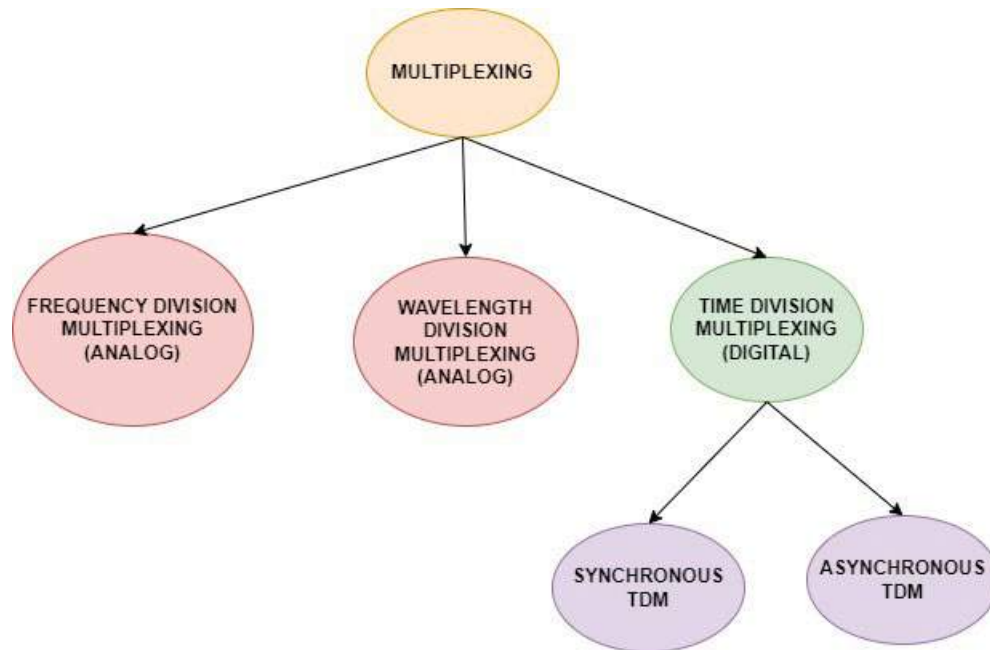 MULTIPLEXING
FREQUENCY DIVISION
MULTIPLEXING
(ANALOG)
WAVELENGTH
DIVISION
MULTIPLEXING
(ANALOG)
TIME DIVISION
MULTIPLEXING
(DIGITAL)
SYNCHRONOUS
TDM
ASYNCHRONOUS
TDM